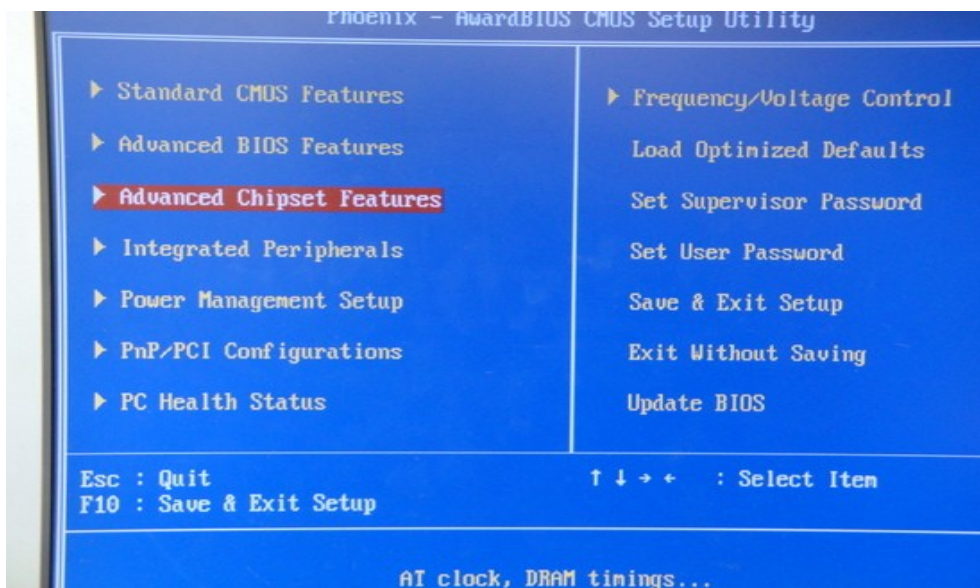 Phoenix - AwardBIOS CMOS Setup Utility
Standard CMOS Features
Advanced BIOS Features
Advanced Chipset Features
Integrated Peripherals
Power Management Setup
PnP/PCI Configurations
PC Health Status
Frequency/Voltage Control
Load Optimized Defaults
Set Supervisor Password
Set User Password
Save & Exit Setup
Exit Without Saving
Update BIOS
Esc : Quit
F10 : Save & Exit Setup
↑ ↓ → ← : Select Item
AT clock, DRAM timings...